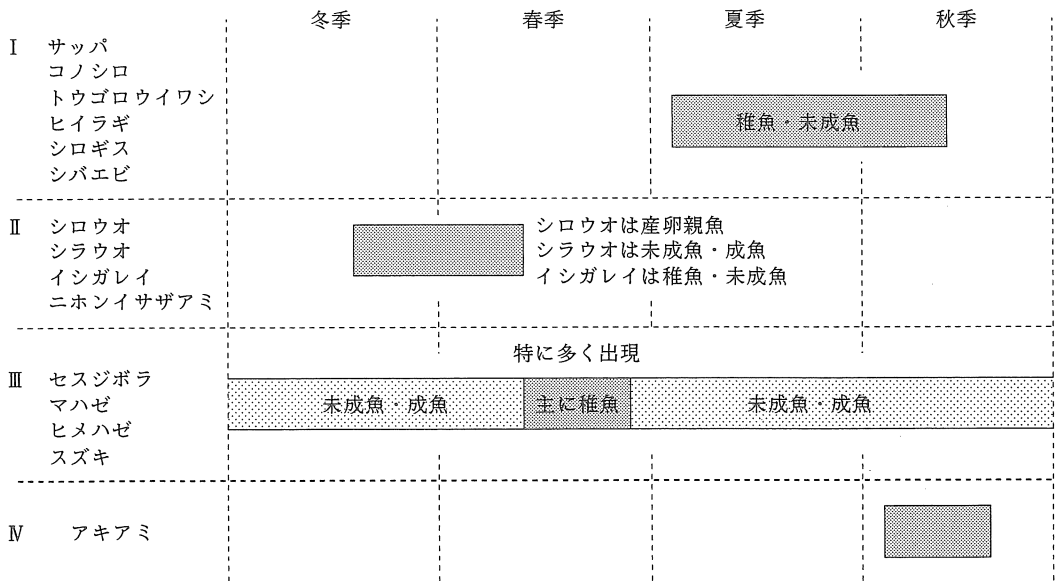 冬季 春季 夏季 秋季
Ⅰ サッパ
コノシロ
トウゴロウイワシ
ヒイラギ
シロギス
シバエビ
稚魚・未成魚
Ⅱ シロウオ
シラウオ
イシガレイ
ニホンイサザアミ
シロウオは産卵親魚
シラウオは未成魚・成魚
イシガレイは稚魚・未成魚
特に多く出現
Ⅲ セスジボラ
マハゼ
ヒメハゼ
スズキ
未成魚・成魚 主に稚魚 未成魚・成魚
Ⅳ アキアミ